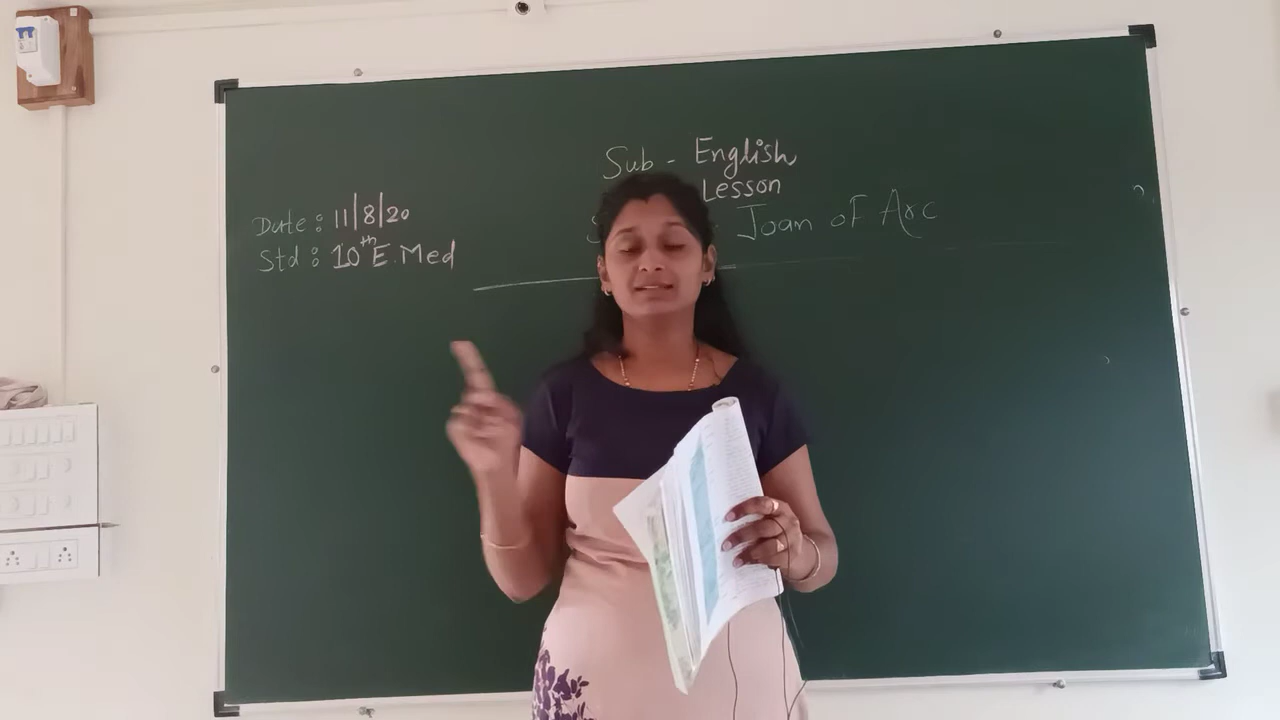 Sub - English
Lesson
Joan of Arc
Date : 11/8/20
Std : 10th E.Med